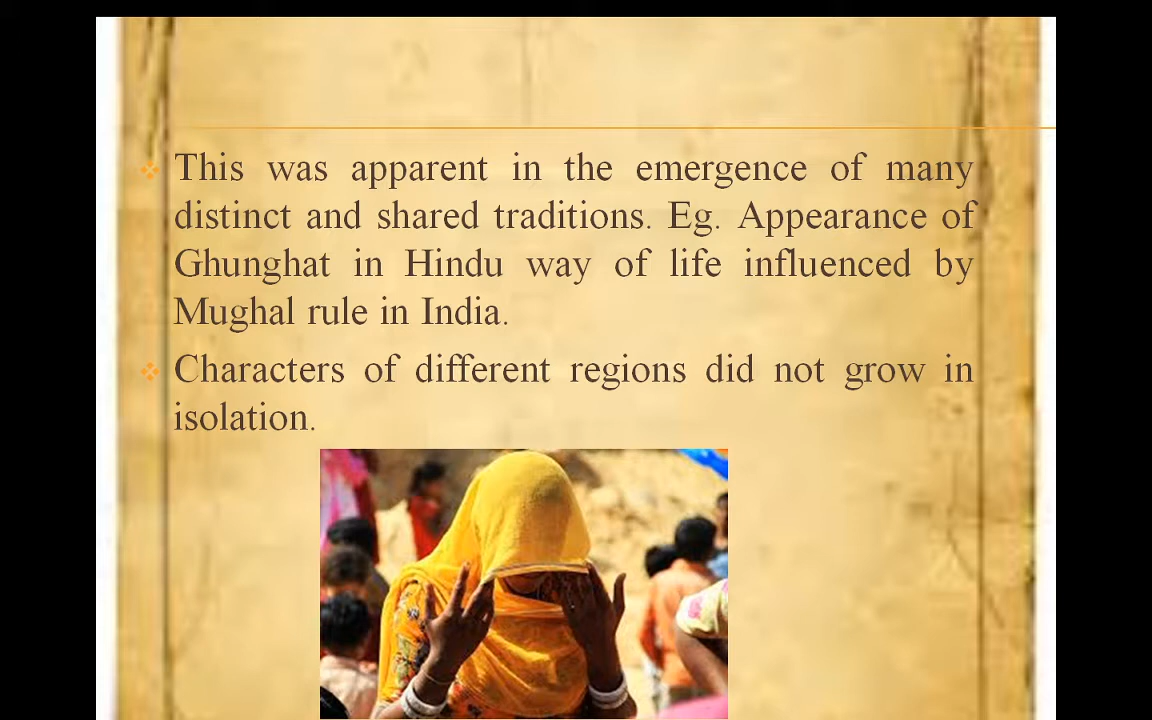 This was apparent in the emergence of many
distinct and shared traditions. Eg. Appearance of
Ghunghat in Hindu way of life influenced by
Mughal rule in India.
Characters of different regions did not grow in
isolation.